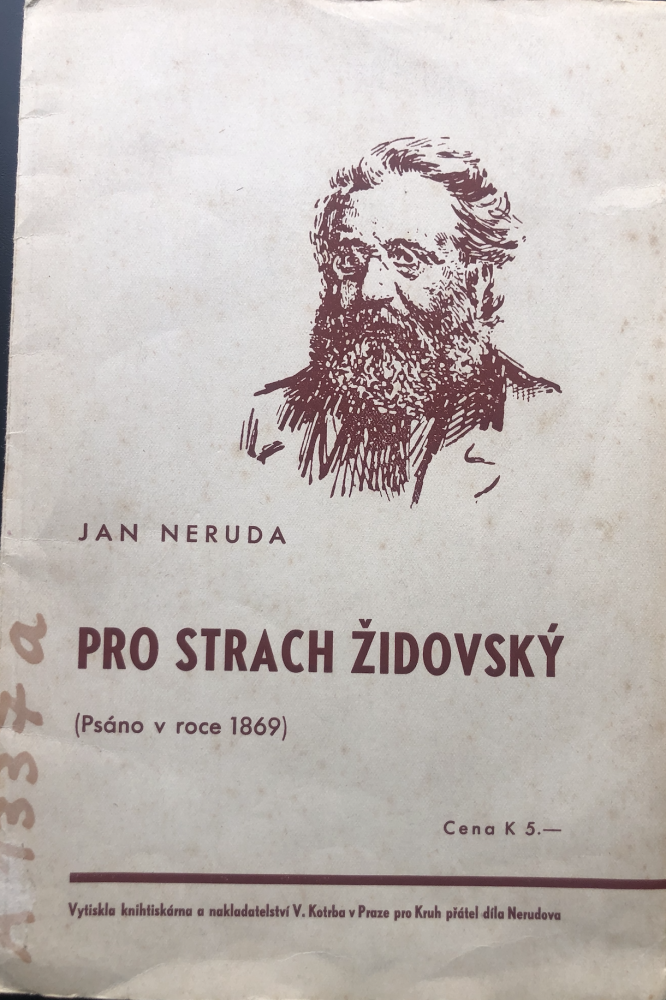 JAN NERUDA
PRO STRACH ŽIDOVSKÝ
(Psáno v roce 1869)
Cena K 5.—
Vytiskla knihtiskárna a nakladatelství V. Kotrba v Praze pro Kruh přátel díla Nerudova
A 1337a